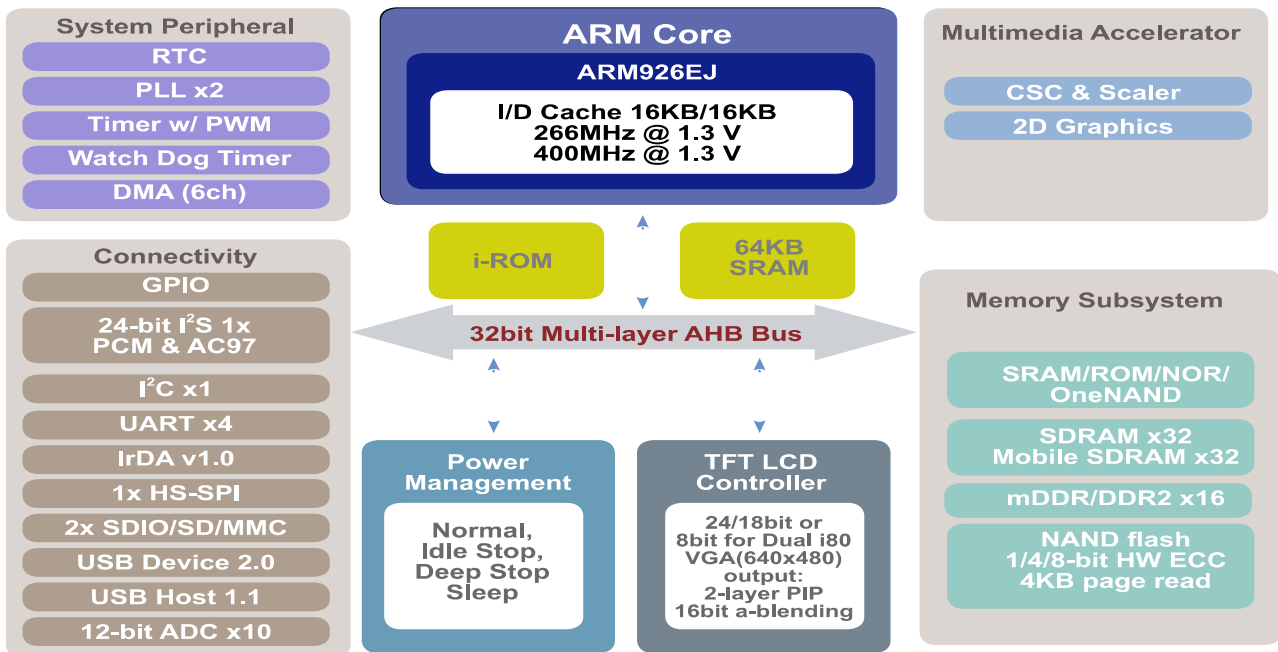 System Peripheral
RTC
PLL x2
Timer w/ PWM
Watch Dog Timer
DMA (6ch)
ARM Core
ARM926EJ
I/D Cache 16KB/16KB
266MHz @ 1.3 V
400MHz @ 1.3 V
Multimedia Accelerator
CSC & Scaler
2D Graphics
i-ROM
64KB
SRAM
32bit Multi-layer AHB Bus
Connectivity
GPIO
24-bit I²S 1x
PCM & AC97
I²C x1
UART x4
IrDA v1.0
1x HS-SPI
2x SDIO/SD/MMC
USB Device 2.0
USB Host 1.1
12-bit ADC x10
Power
Management
Normal,
Idle Stop,
Deep Stop
Sleep
TFT LCD
Controller
24/18bit or
8bit for Dual i80
VGA(640x480)
output:
2-layer PIP
16bit a-blending
Memory Subsystem
SRAM/ROM/NOR/
OneNAND
SDRAM x32
Mobile SDRAM x32
mDDR/DDR2 x16
NAND flash
1/4/8-bit HW ECC
4KB page read